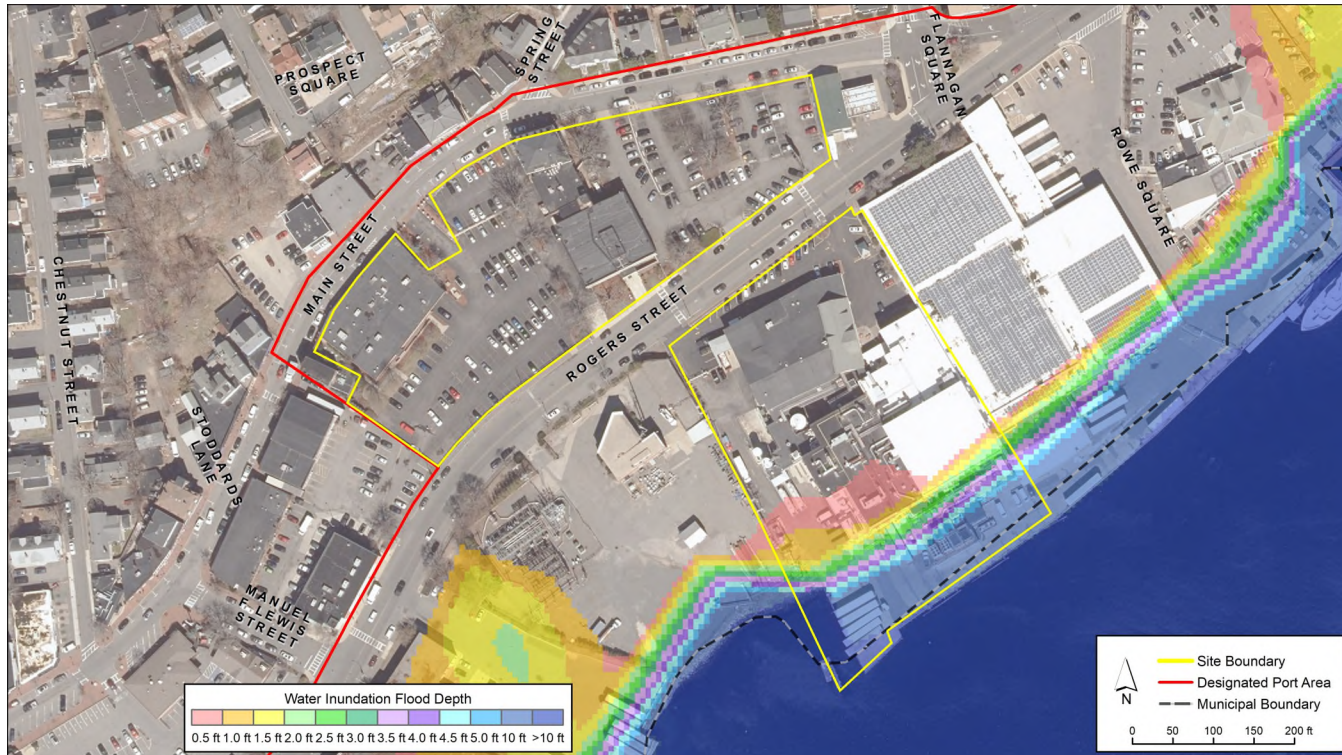 PROSPECT
SQUARE
SPRING
STREET
FLANNAGAN
SQUARE
ROWE SQUARE
MAIN STREET
CHESTNUT STREET
ROGERS STREET
STODDARDS
LANE
MANUEL
F LEWIS
STREET
Water Inundation Flood Depth
0.5 ft 1.0 ft 1.5 ft 2.0 ft 2.5 ft 3.0 ft 3.5 ft 4.0 ft 4.5 ft 5.0 ft 10 ft >10 ft
Site Boundary
Designated Port Area
Municipal Boundary
N
0 50 100 150 200 ft